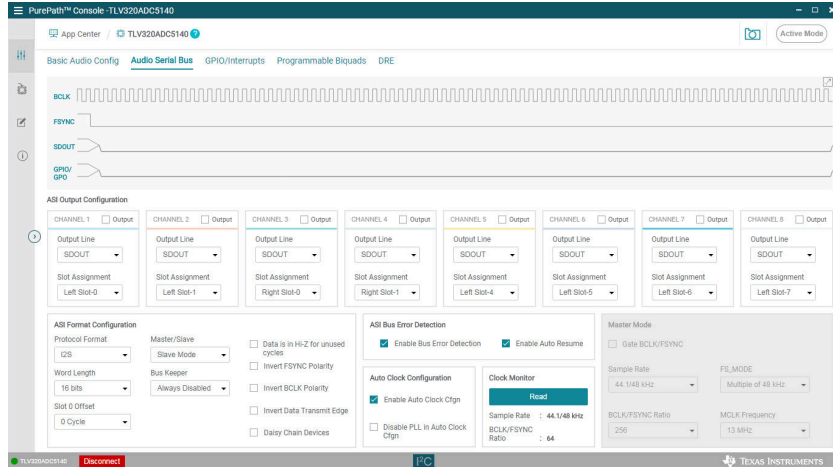 PurePath™ Console -TLV320ADC5140
App Center / TLV320ADC5140 ?
Active Mode
Basic Audio Config Audio Serial Bus GPIO/Interrupts Programmable Biquads DRE
BCLK
FSYNC
SDOUT
GPIO/
GPO
ASI Output Configuration
CHANNEL 1 Output CHANNEL 2 Output CHANNEL 3 Output CHANNEL 4 Output CHANNEL 5 Output CHANNEL 6 Output CHANNEL 7 Output CHANNEL 8 Output
Output Line Output Line Output Line Output Line Output Line Output Line Output Line Output Line
SDOUT SDOUT SDOUT SDOUT SDOUT SDOUT SDOUT SDOUT
Slot Assignment Slot Assignment Slot Assignment Slot Assignment Slot Assignment Slot Assignment Slot Assignment Slot Assignment
Left Slot-0 Left Slot-1 Right Slot-0 Right Slot-1 Left Slot-4 Left Slot-5 Left Slot-6 Left Slot-7
ASI Format Configuration
Protocol Format Master/Slave
I2S Slave Mode
Word Length Bus Keeper
16 bits Always Disabled
Slot 0 Offset
0 Cycle
Data is in Hi-Z for unused
cycles
Invert FSYNC Polarity
Invert BCLK Polarity
Invert Data Transmit Edge
Daisy Chain Devices
ASI Bus Error Detection
Enable Bus Error Detection Enable Auto Resume
Auto Clock Configuration
Enable Auto Clock Cfgn
Disable PLL in Auto Clock
Cfgn
Clock Monitor
Read
Sample Rate : 44.1/48 kHz
BCLK/FSYNC
Ratio : 64
Master Mode
Gate BCLK/FSYNC
Sample Rate FS_MODE
44.1/48 kHz Multiple of 48 kHz
BCLK/FSYNC Ratio MCLK Frequency
256 13 MHz
TLV320ADC5140 Disconnect I²C TEXAS INSTRUMENTS